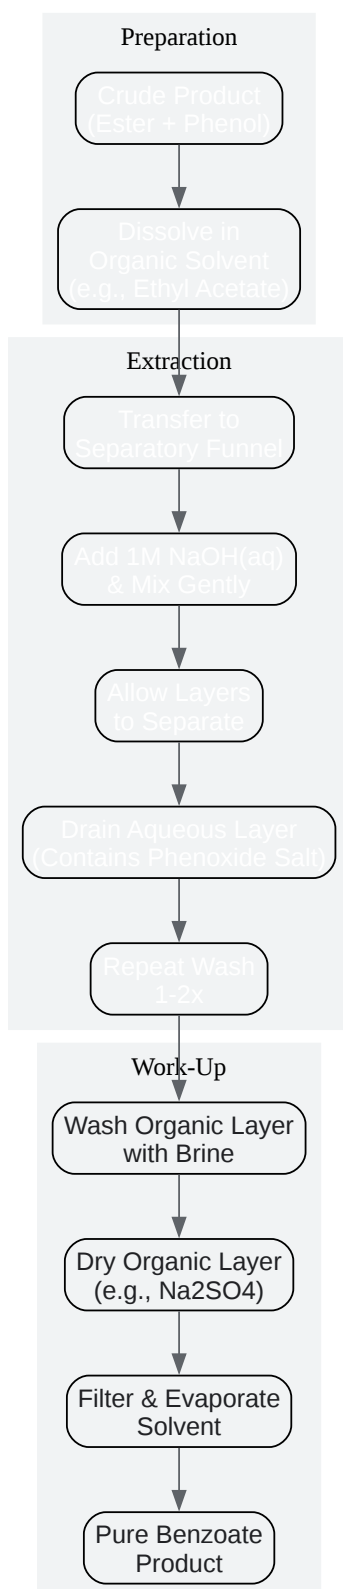 Preparation
Crude Product
(Ester + Phenol)
Dissolve in
Organic Solvent
(e.g., Ethyl Acetate)
Extraction
Transfer to
Separatory Funnel
Add 1M NaOH(aq)
& Mix Gently
Allow Layers
to Separate
Drain Aqueous Layer
(Contains Phenoxide Salt)
Repeat Wash
1-2x
Work-Up
Wash Organic Layer
with Brine
Dry Organic Layer
(e.g., Na2SO4)
Filter & Evaporate
Solvent
Pure Benzoate
Product